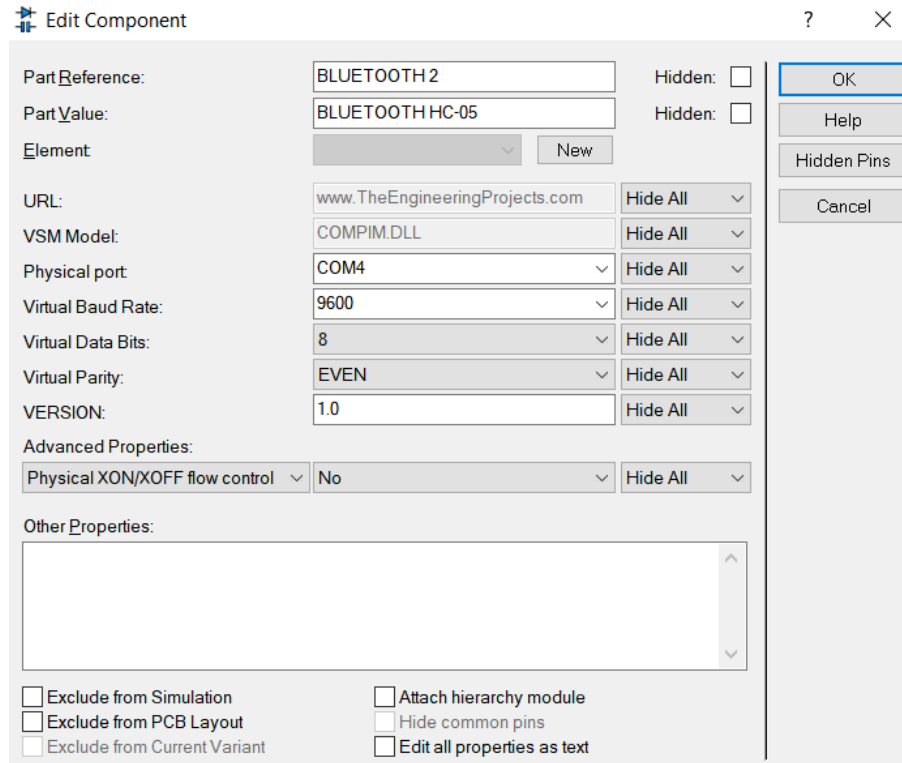 Edit Component ? ×
Part Reference: BLUETOOTH 2 Hidden: OK
Part Value: BLUETOOTH HC-05 Hidden: Help
Element: New Hidden Pins
URL: www.TheEngineeringProjects.com Hide All Cancel
VSM Model: COMPIM.DLL Hide All
Physical port: COM4 Hide All
Virtual Baud Rate: 9600 Hide All
Virtual Data Bits: 8 Hide All
Virtual Parity: EVEN Hide All
VERSION: 1.0 Hide All
Advanced Properties:
Physical XON/XOFF flow control No Hide All
Other Properties:
Exclude from Simulation Attach hierarchy module
Exclude from PCB Layout Hide common pins
Exclude from Current Variant Edit all properties as text